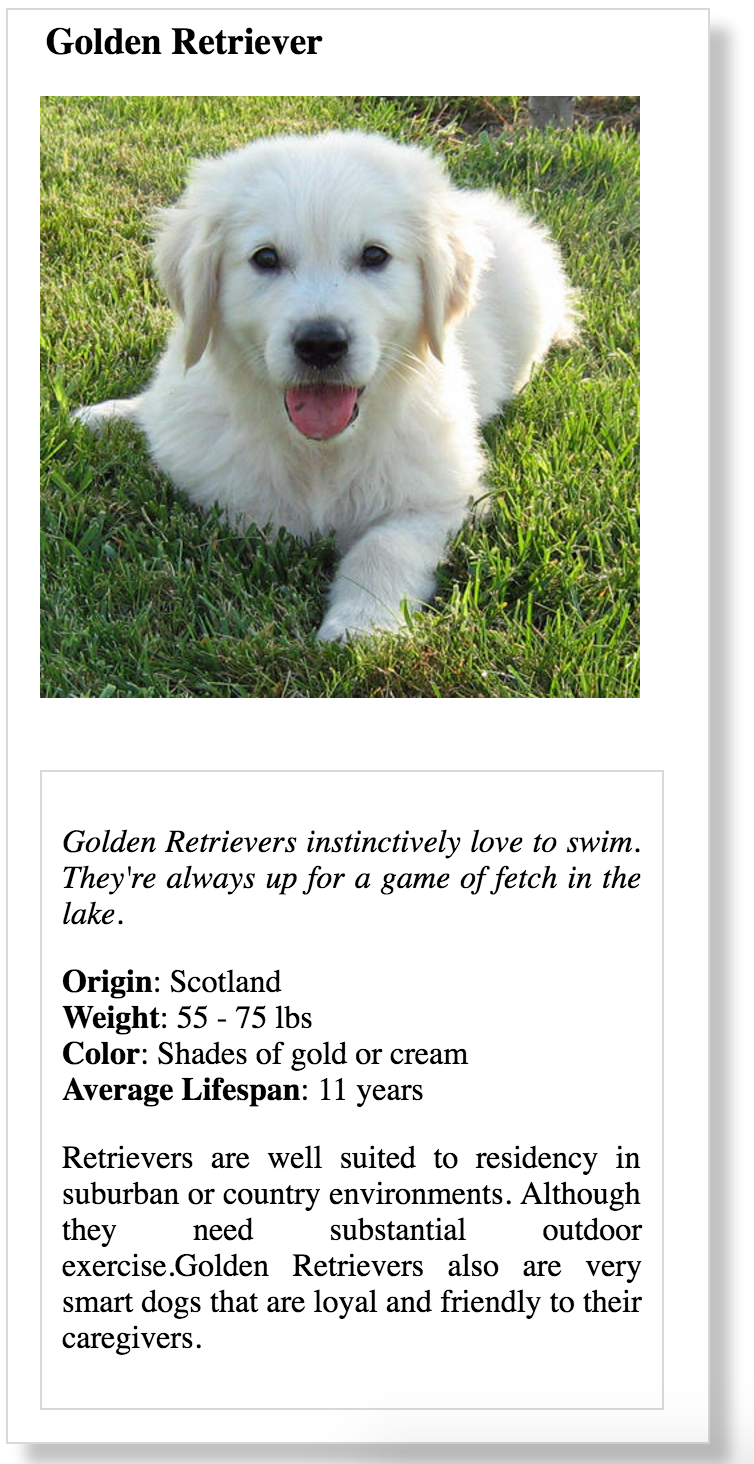 Golden Retriever
Golden Retrievers instinctively love to swim.
They're always up for a game of fetch in the
lake.
Origin: Scotland
Weight: 55 - 75 lbs
Color: Shades of gold or cream
Average Lifespan: 11 years
Retrievers are well suited to residency in
suburban or country environments. Although
they need substantial outdoor
exercise.Golden Retrievers also are very
smart dogs that are loyal and friendly to their
caregivers.